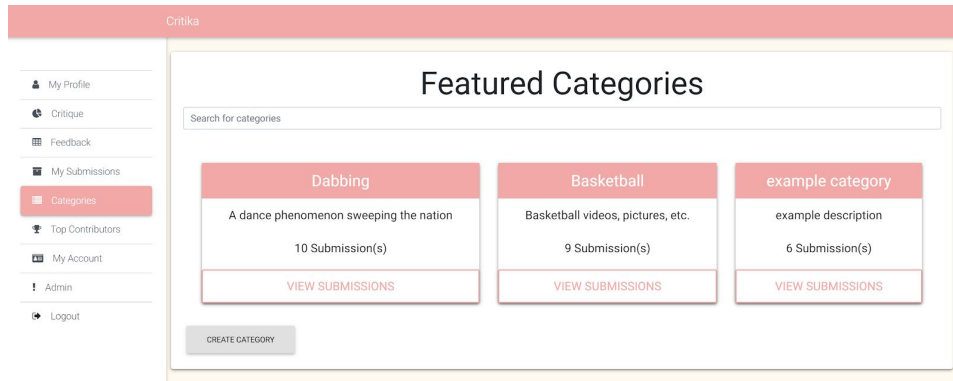 Critika
My Profile
Critique
Feedback
My Submissions
Categories
Top Contributors
My Account
Admin
Logout
Featured Categories
Search for categories
Dabbing
A dance phenomenon sweeping the nation
10 Submission(s)
VIEW SUBMISSIONS
Basketball
Basketball videos, pictures, etc.
9 Submission(s)
VIEW SUBMISSIONS
example category
example description
6 Submission(s)
VIEW SUBMISSIONS
CREATE CATEGORY